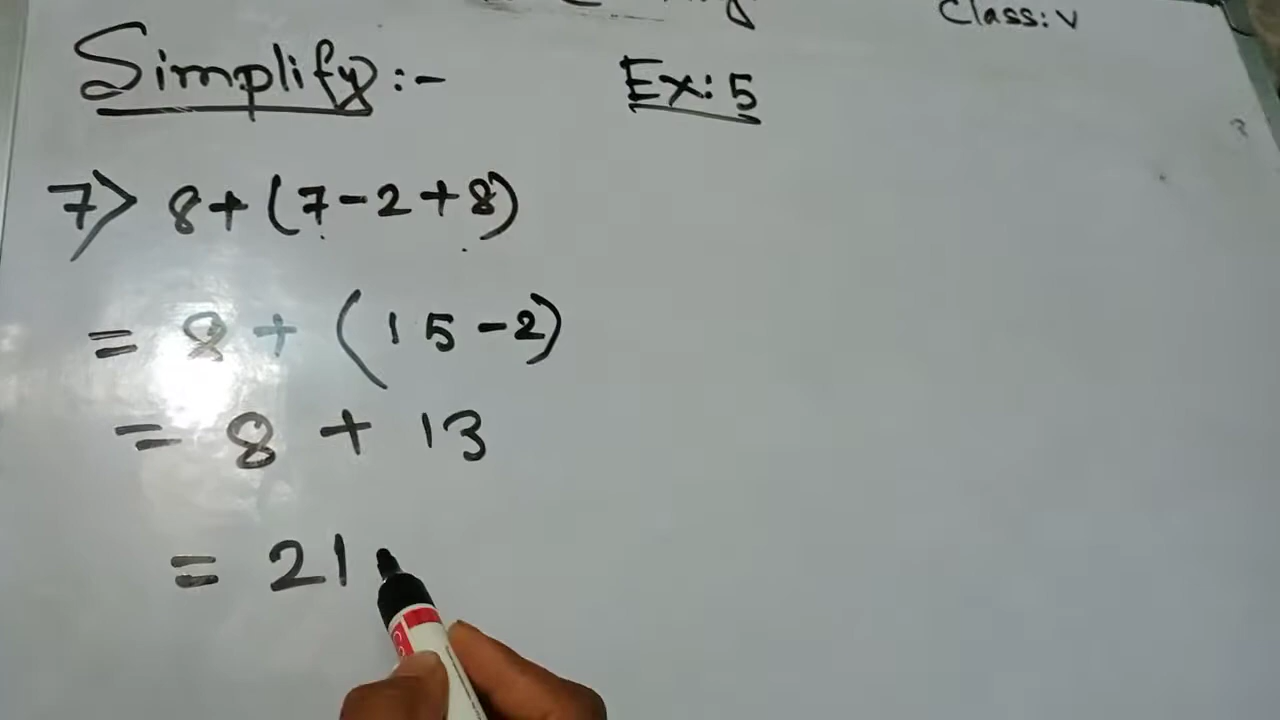 Class: V
Simplify:- Ex: 5
7> 8+(7-2+8)
= 8 + (15-2)
= 8 + 13
= 21